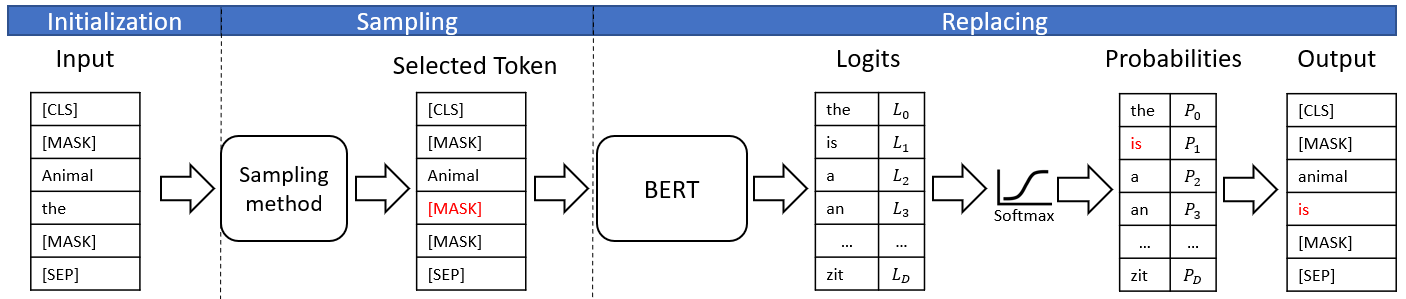 Initialization Sampling Replacing
Input
[CLS]
[MASK]
Animal
the
[MASK]
[SEP]
Sampling
method
Selected Token
[CLS]
[MASK]
Animal
[MASK]
[MASK]
[SEP]
BERT
Logits
the L₀
is L₁
a L₂
an L₃
... ...
zit L_D
Softmax
Probabilities
the P₀
is P₁
a P₂
an P₃
... ...
zit P_D
Output
[CLS]
[MASK]
animal
is
[MASK]
[SEP]